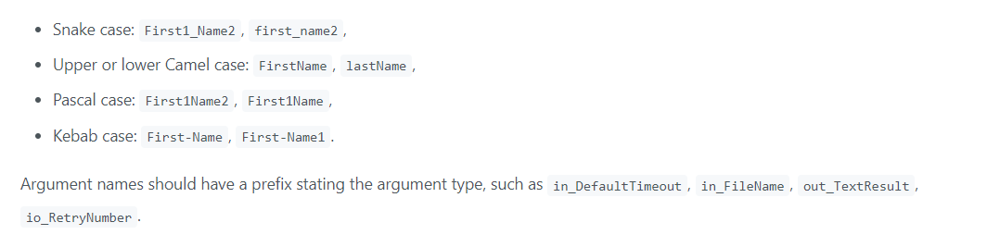 Snake case: First1_Name2, first_name2,
Upper or lower Camel case: FirstName, lastName,
Pascal case: First1Name2, First1Name,
Kebab case: First-Name, First-Name1.
Argument names should have a prefix stating the argument type, such as in_DefaultTimeout, in_FileName, out_TextResult,
io_RetryNumber.